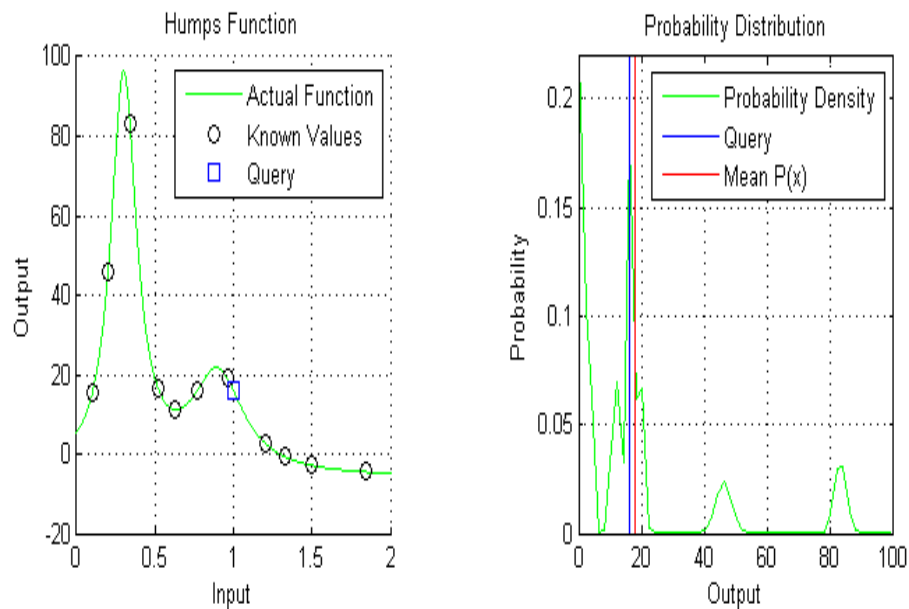 Humps Function
100
80
60
40
20
0
-20
Output
0
0.5
1
1.5
2
Input
Actual Function
Known Values
Query
Probability Distribution
0.2
0.15
0.1
0.05
0
Probability
0
20
40
60
80
100
Output
Probability Density
Query
Mean P(x)